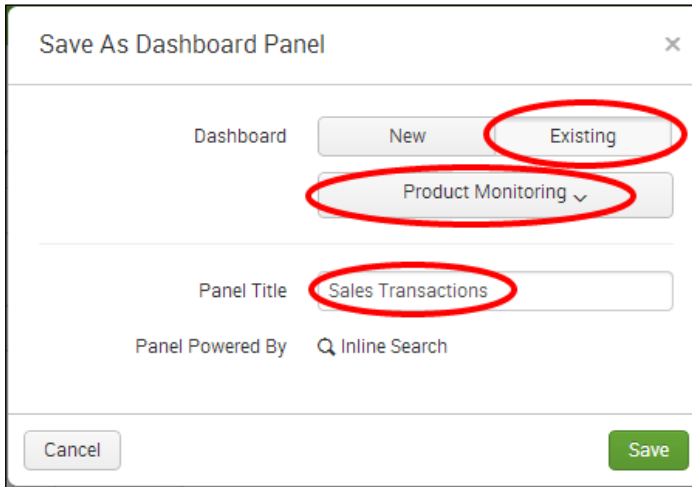 Save As Dashboard Panel ×
Dashboard New Existing
Product Monitoring
Panel Title Sales Transactions
Panel Powered By Inline Search
Cancel Save